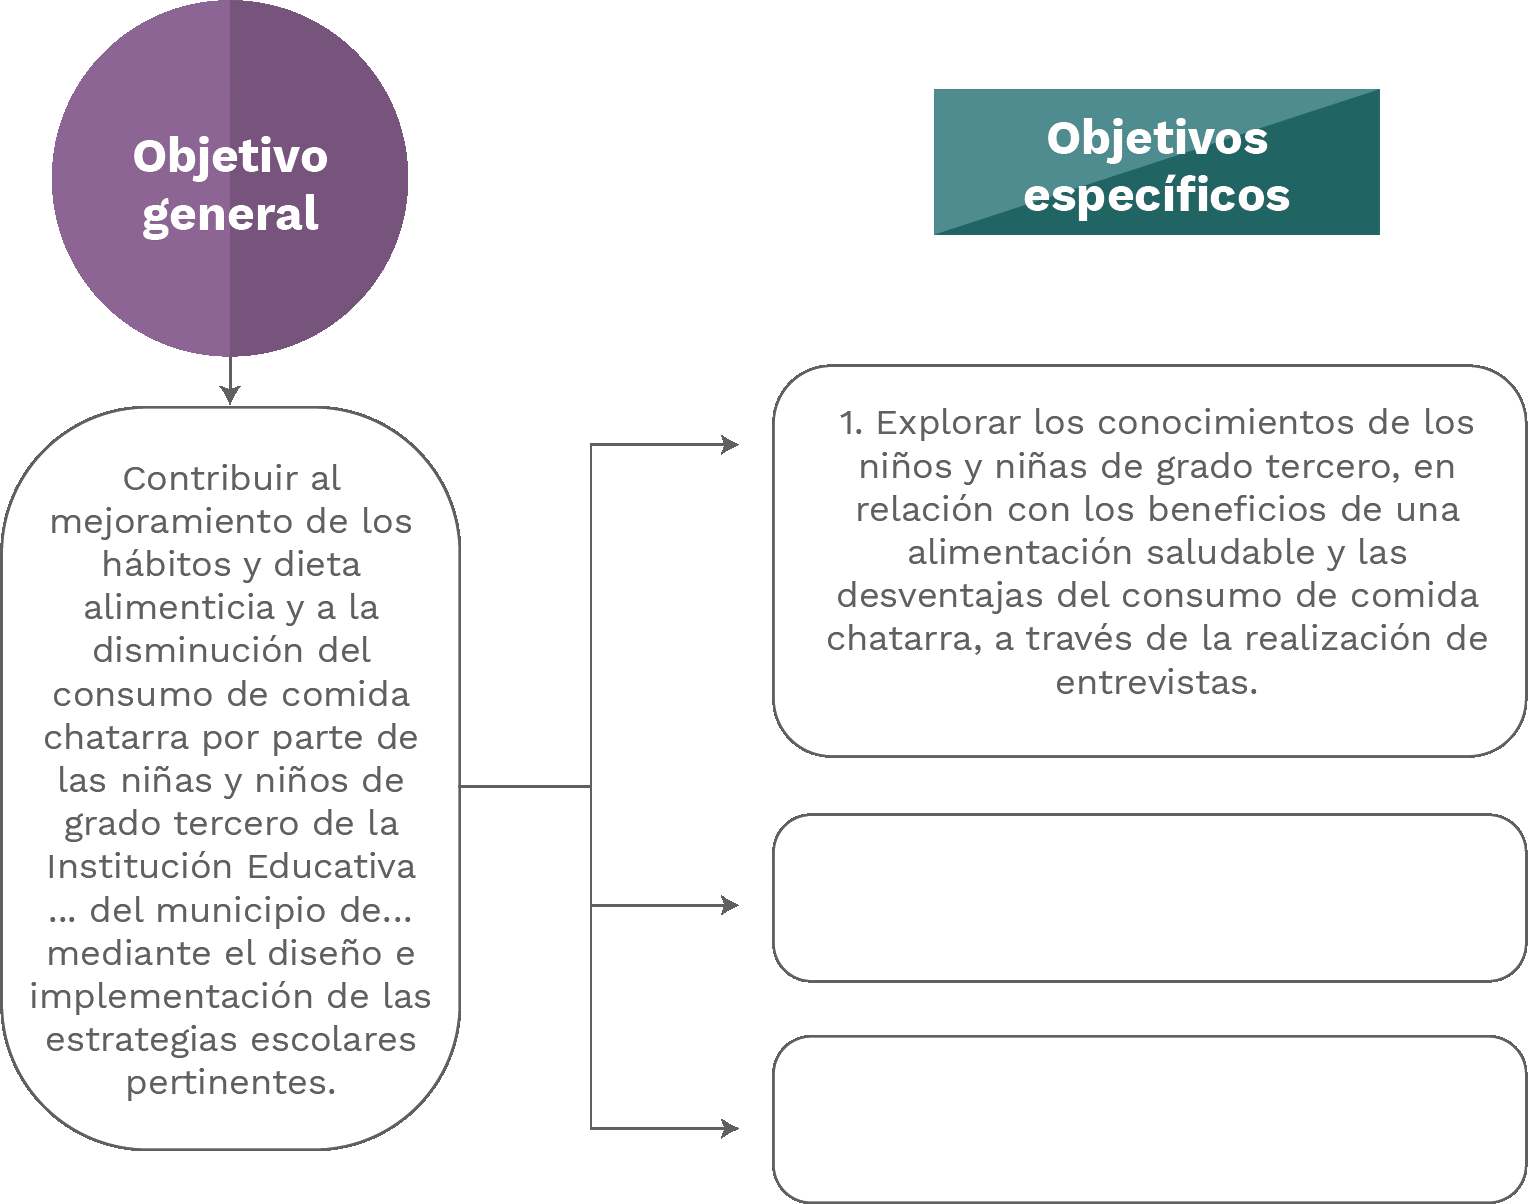 Objetivo
general
Contribuir al
mejoramiento de los
hábitos y dieta
alimenticia y a la
disminución del
consumo de comida
chatarra por parte de
las niñas y niños de
grado tercero de la
Institución Educativa
... del municipio de...
mediante el diseño e
implementación de las
estrategias escolares
pertinentes.
Objetivos
específicos
1. Explorar los conocimientos de los
niños y niñas de grado tercero, en
relación con los beneficios de una
alimentación saludable y las
desventajas del consumo de comida
chatarra, a través de la realización de
entrevistas.